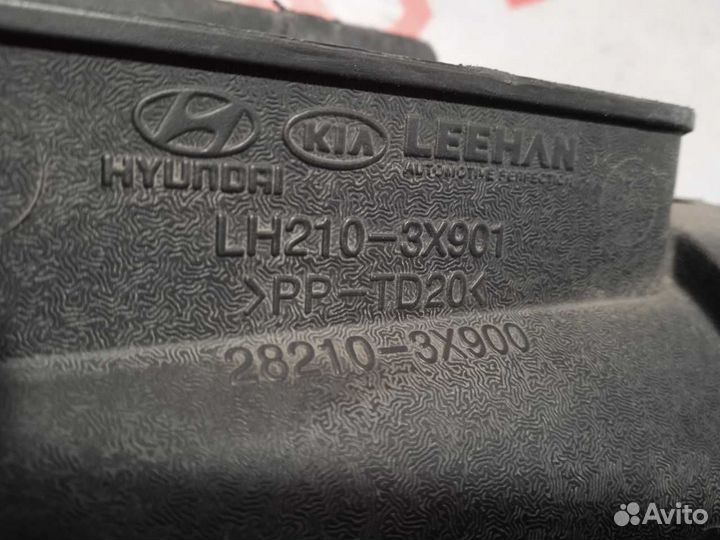 HYUNDAI
KIA
LEEHAN
AUTOMOTIVE PERFECTION
LH210-3X901
>PP-TD20<
28210-3X900
Avito